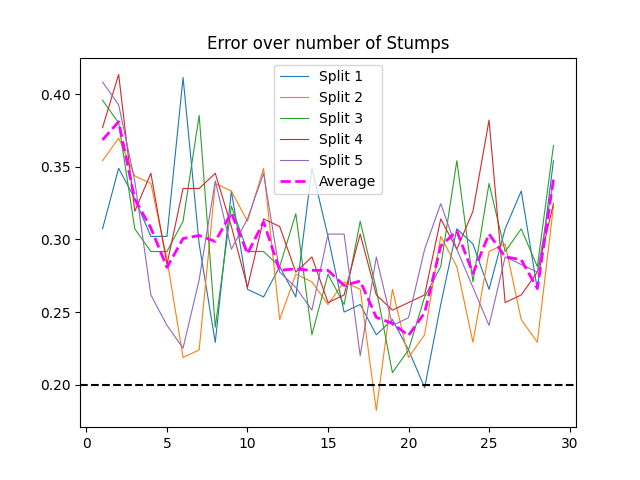 Error over number of Stumps
Split 1
Split 2
Split 3
Split 4
Split 5
Average
0.40
0.35
0.30
0.25
0.20
0
5
10
15
20
25
30